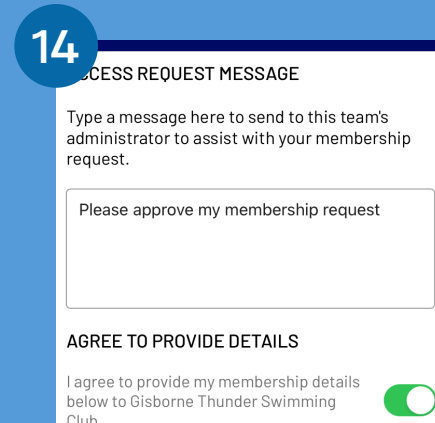 14
CCESS REQUEST MESSAGE
Type a message here to send to this team's
administrator to assist with your membership
request.
Please approve my membership request
AGREE TO PROVIDE DETAILS
I agree to provide my membership details
below to Gisborne Thunder Swimming
Club